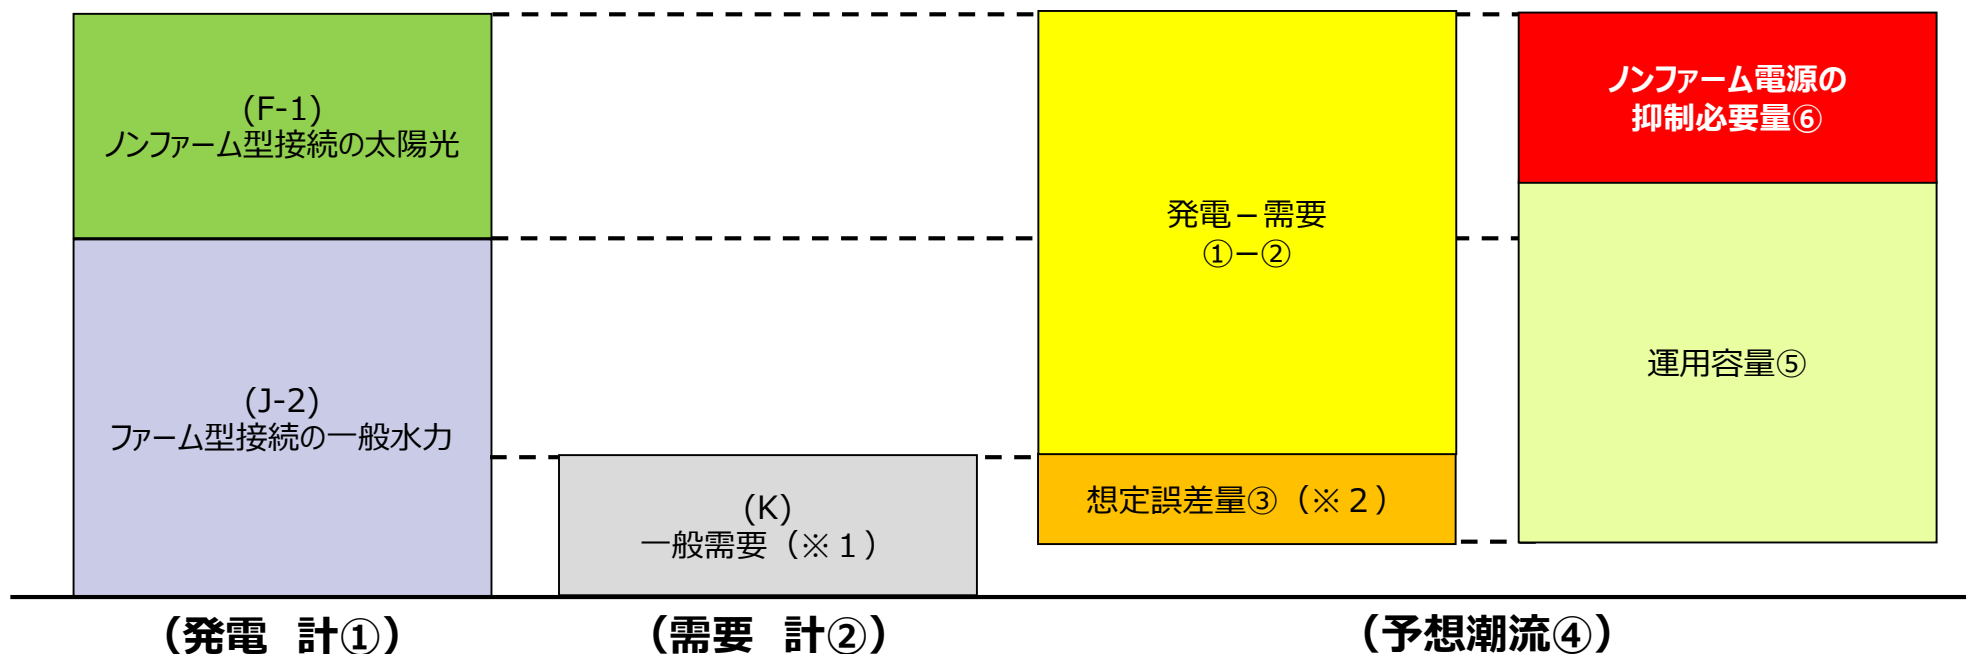 (F-1)
ノンファーム型接続の太陽光
(J-2)
ファーム型接続の一般水力
(K)
一般需要（※１）
発電－需要
①－②
想定誤差量③（※２）
ノンファーム電源の
抑制必要量⑥
運用容量⑤
（発電 計①）
（需要 計②）
（予想潮流④）